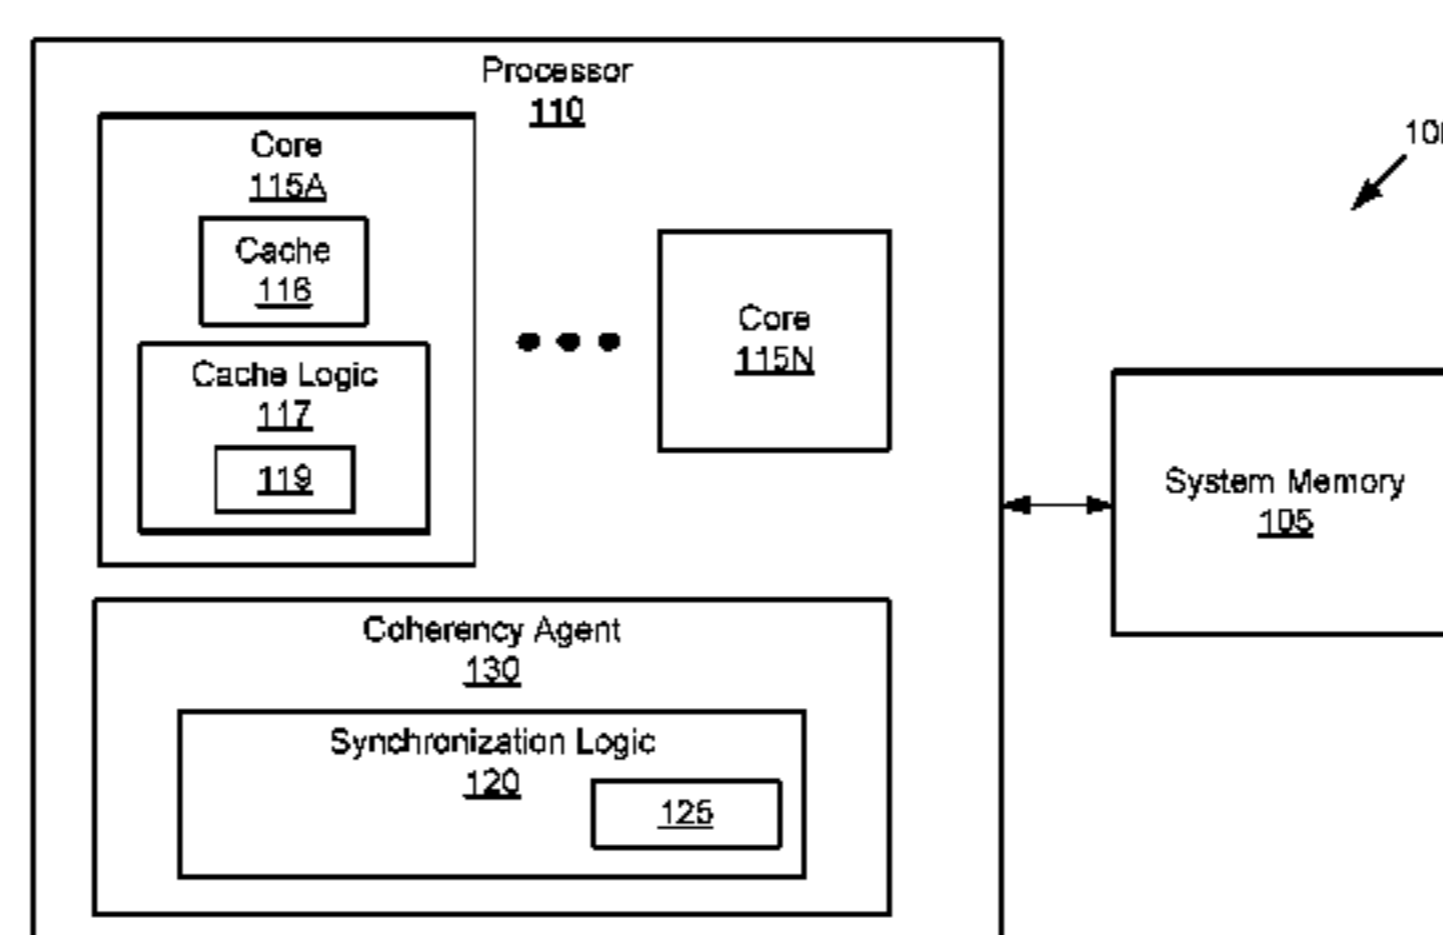 Processor
110
Core
115A
Cache
116
Cache Logic
117
119
Core
115N
System Memory
105
Coherency Agent
130
Synchronization Logic
120
125